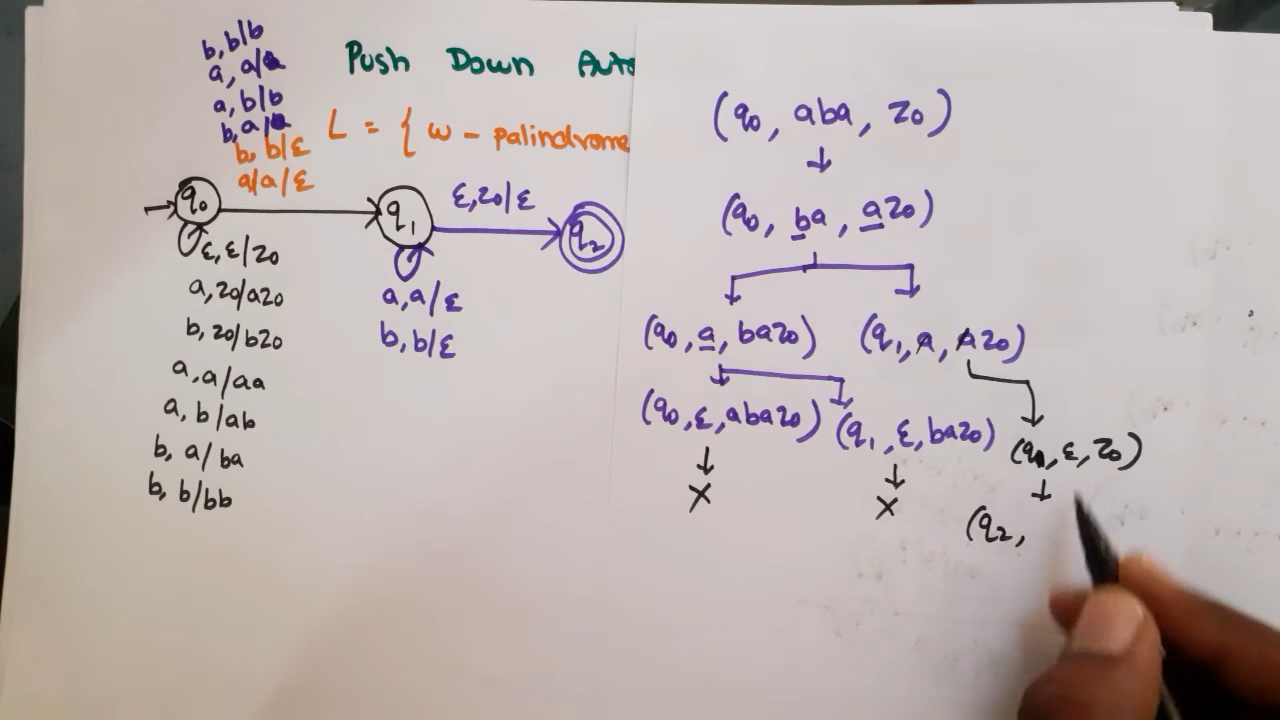 Push Down Auto
L = { w - palindrome
b, b/b
a, a/a
a, b/b
b, a/a
b, b/ε
a/a/ε
q0
q1
ε, z0/ε
q2
ε, ε/z0
a, z0/az0
b, z0/bz0
a, a/aa
a, b/ab
b, a/ba
b, b/bb
a, a/ε
b, b/ε
(q0, aba, z0)
↓
(q0, ba, az0)
(q0, a, baz0) (q1, a, az0)
(q0, ε, abaz0) (q1, ε, baz0) (q1, ε, z0)
↓ ↓ ↓
X X (q2,